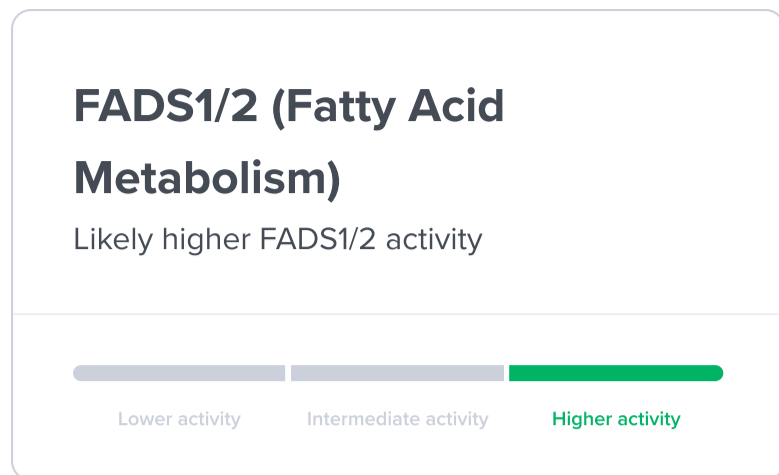 FADS1/2 (Fatty Acid
Metabolism)
Likely higher FADS1/2 activity
Lower activity
Intermediate activity
Higher activity